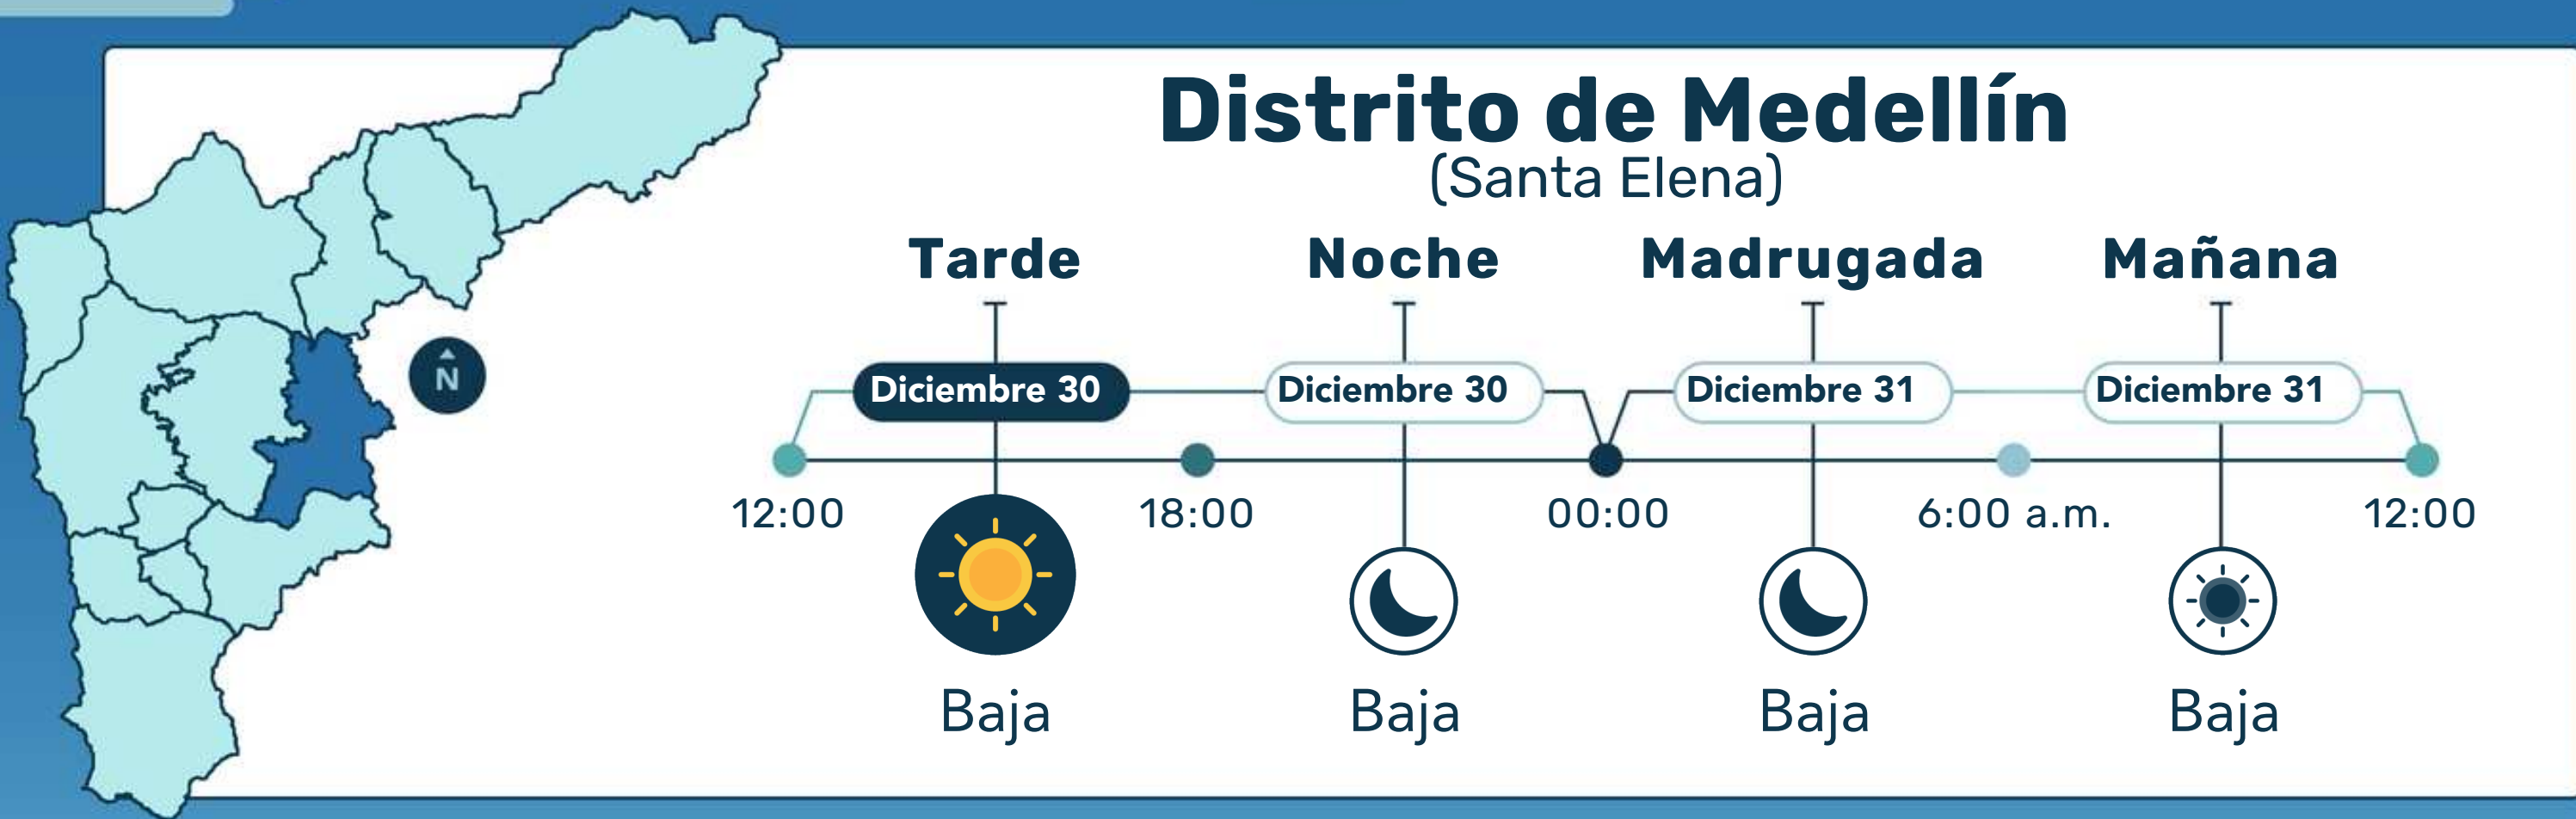 Distrito de Medellín
(Santa Elena)
Tarde Noche Madrugada Mañana
N
Diciembre 30 Diciembre 30 Diciembre 31 Diciembre 31
12:00 18:00 00:00 6:00 a.m. 12:00
Baja Baja Baja Baja